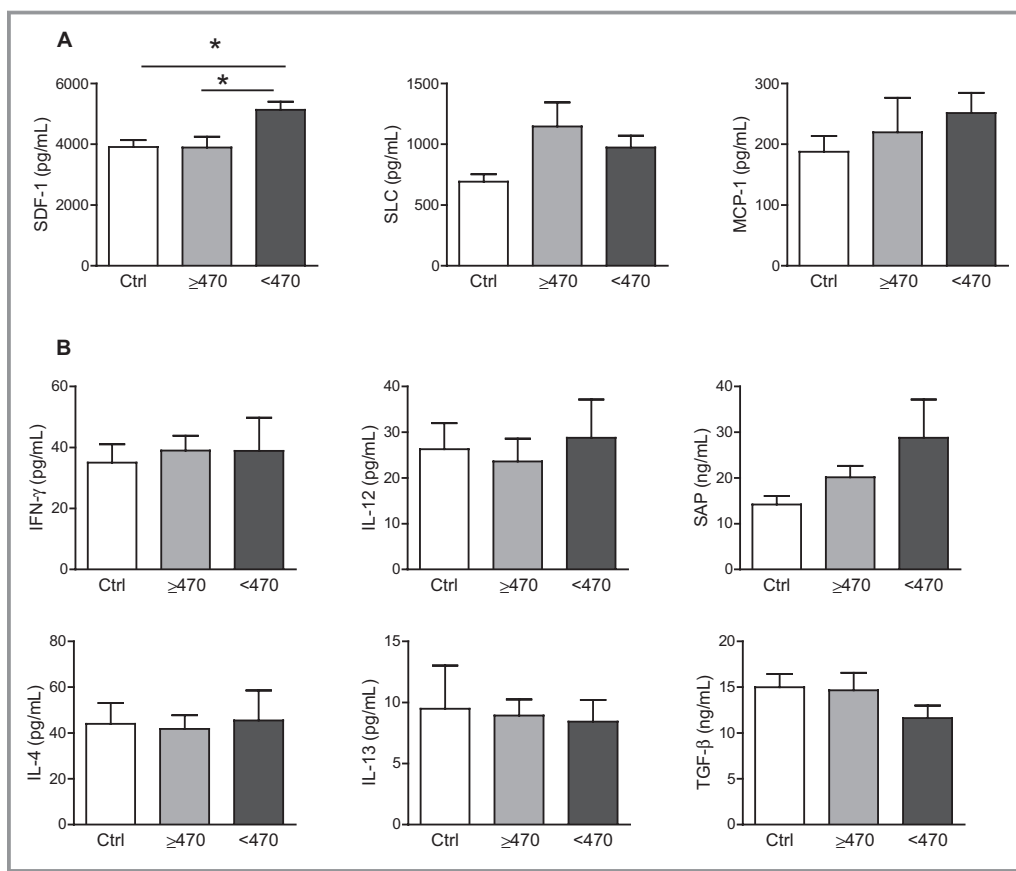 A
*
*
SDF-1 (pg/mL)
6000
4000
2000
0
Ctrl ≥470 <470
SLC (pg/mL)
1500
1000
500
0
Ctrl ≥470 <470
MCP-1 (pg/mL)
300
200
100
0
Ctrl ≥470 <470
B
IFN-γ (pg/mL)
60
40
20
0
Ctrl ≥470 <470
IL-12 (pg/mL)
40
30
20
10
0
Ctrl ≥470 <470
SAP (ng/mL)
40
30
20
10
0
Ctrl ≥470 <470
IL-4 (pg/mL)
80
60
40
20
0
Ctrl ≥470 <470
IL-13 (pg/mL)
15
10
5
0
Ctrl ≥470 <470
TGF-β (ng/mL)
20
15
10
5
0
Ctrl ≥470 <470